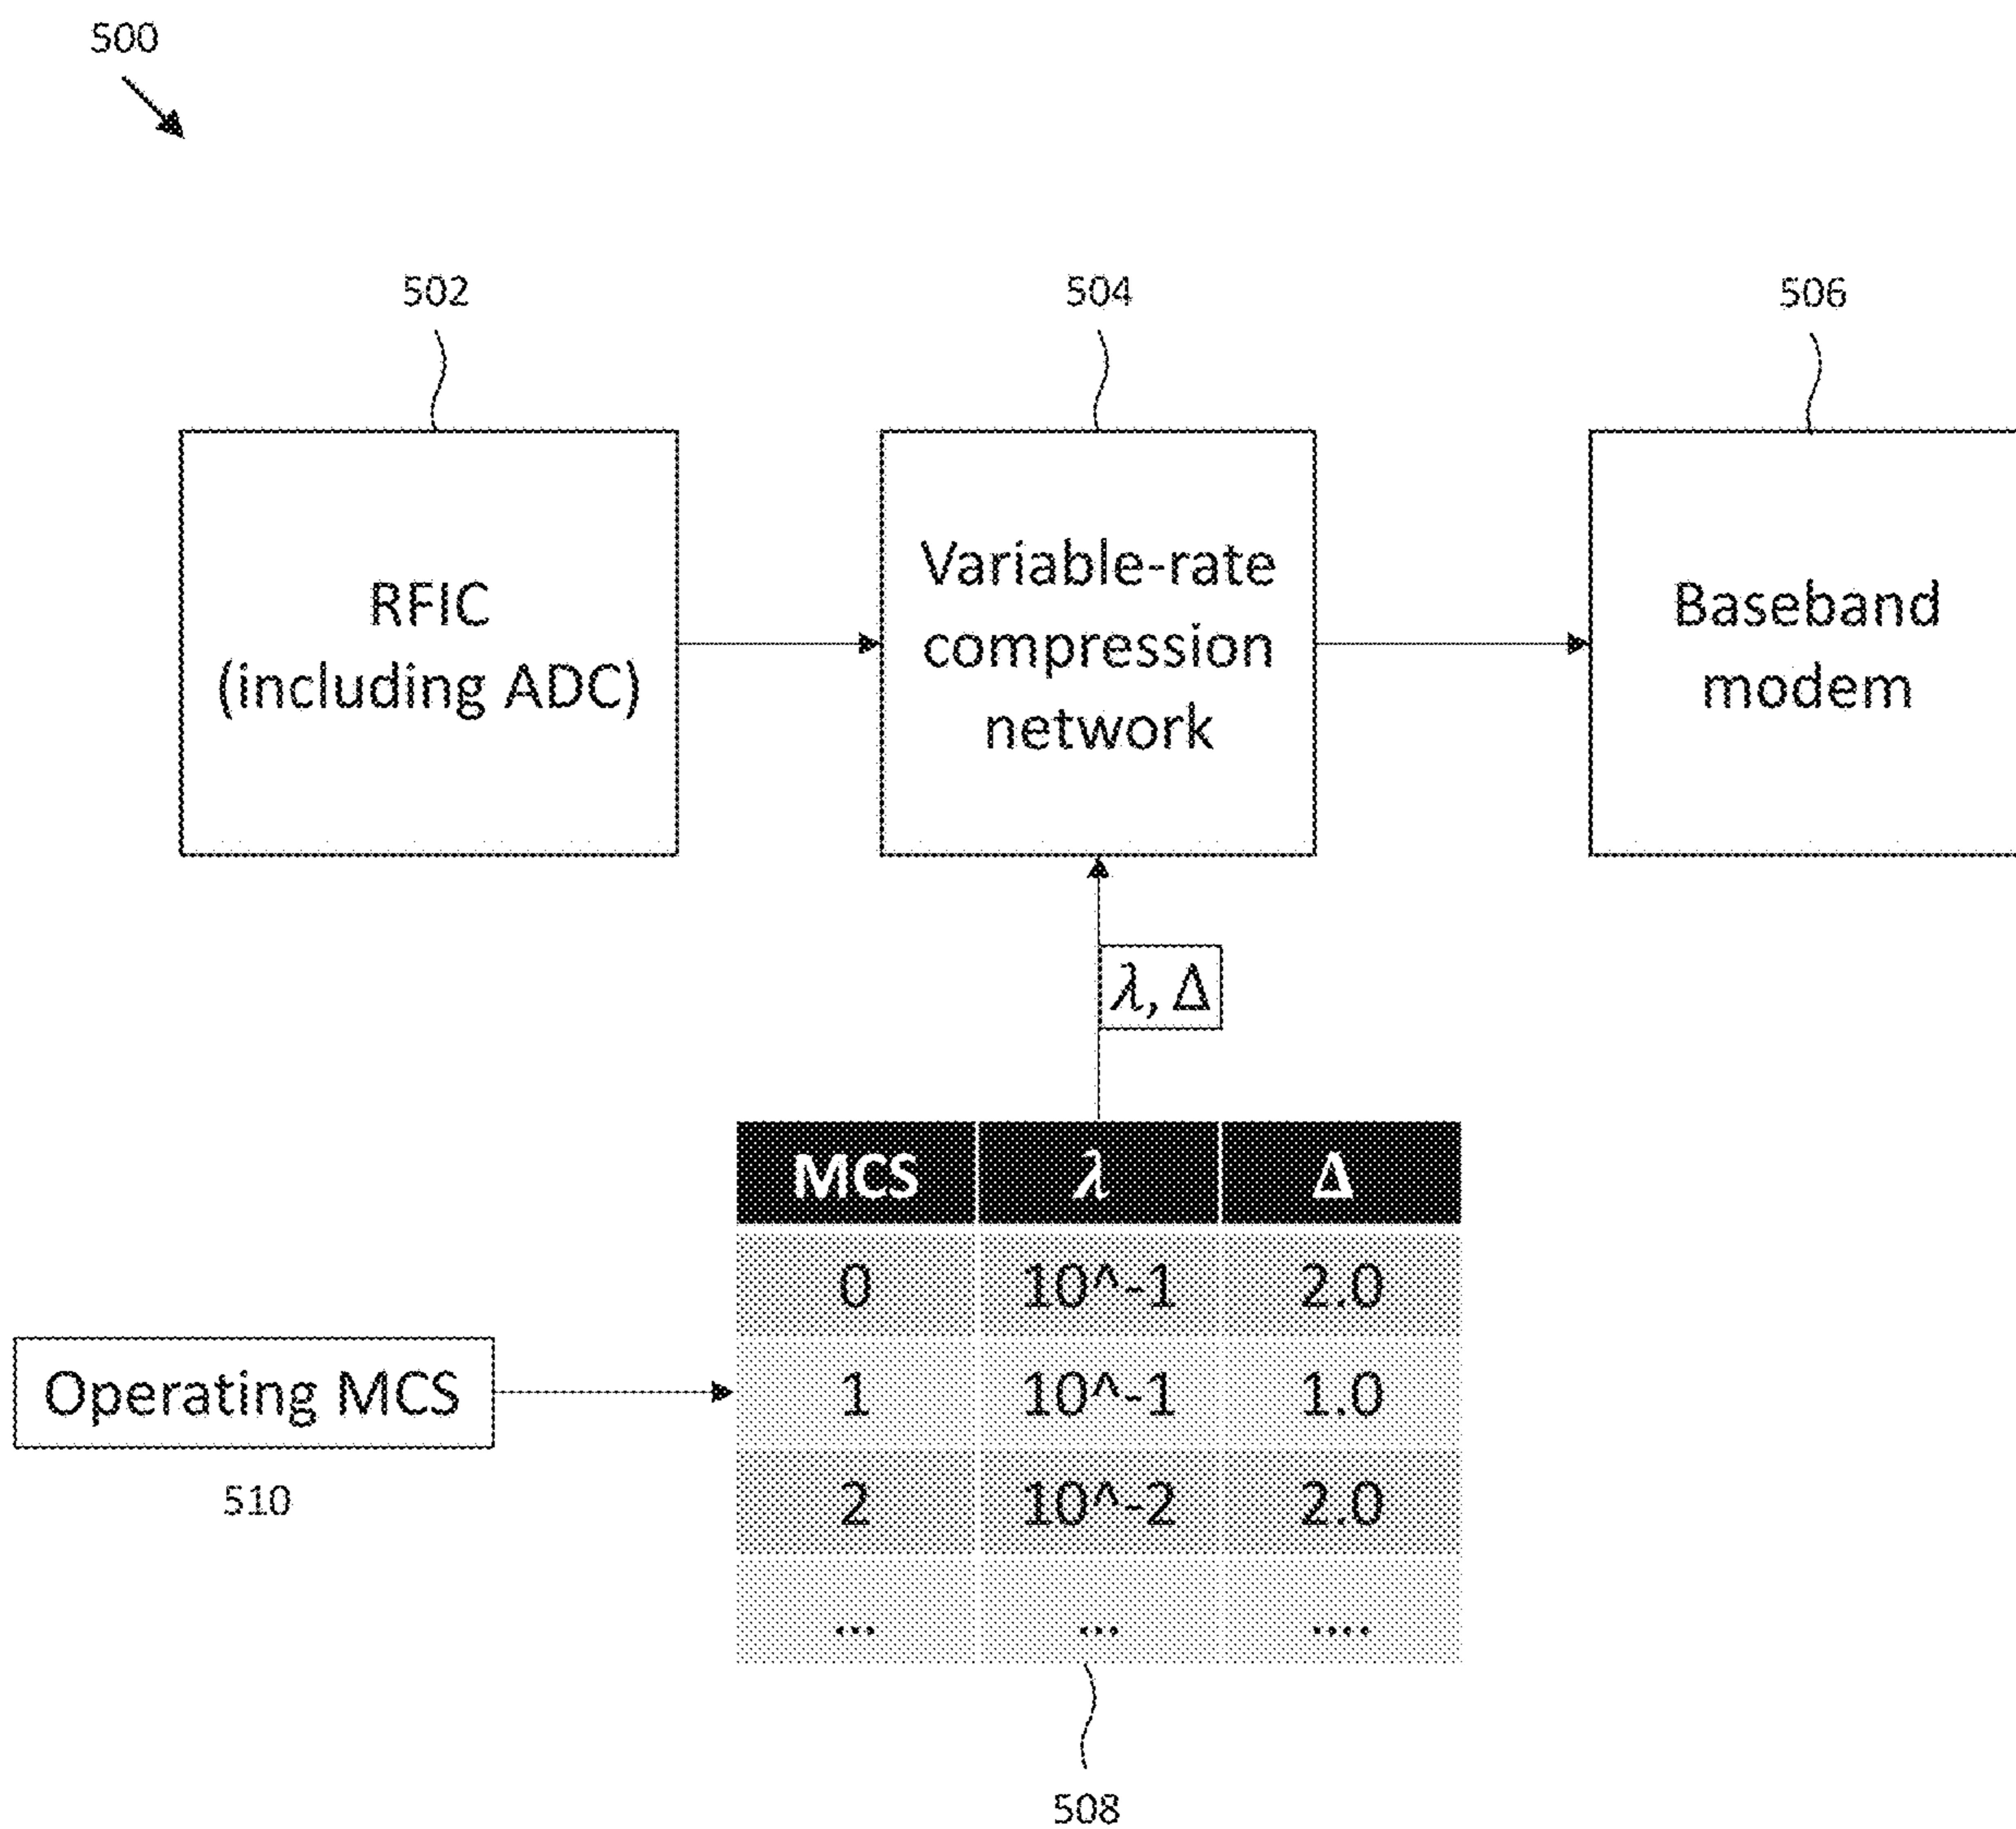 500
502
504
506
RFIC
(including ADC)
Variable-rate
compression
network
Baseband
modem
λ, Δ
MCS λ Δ
0 10^-1 2.0
1 10^-1 1.0
2 10^-2 2.0
... ... ....
Operating MCS
510
508